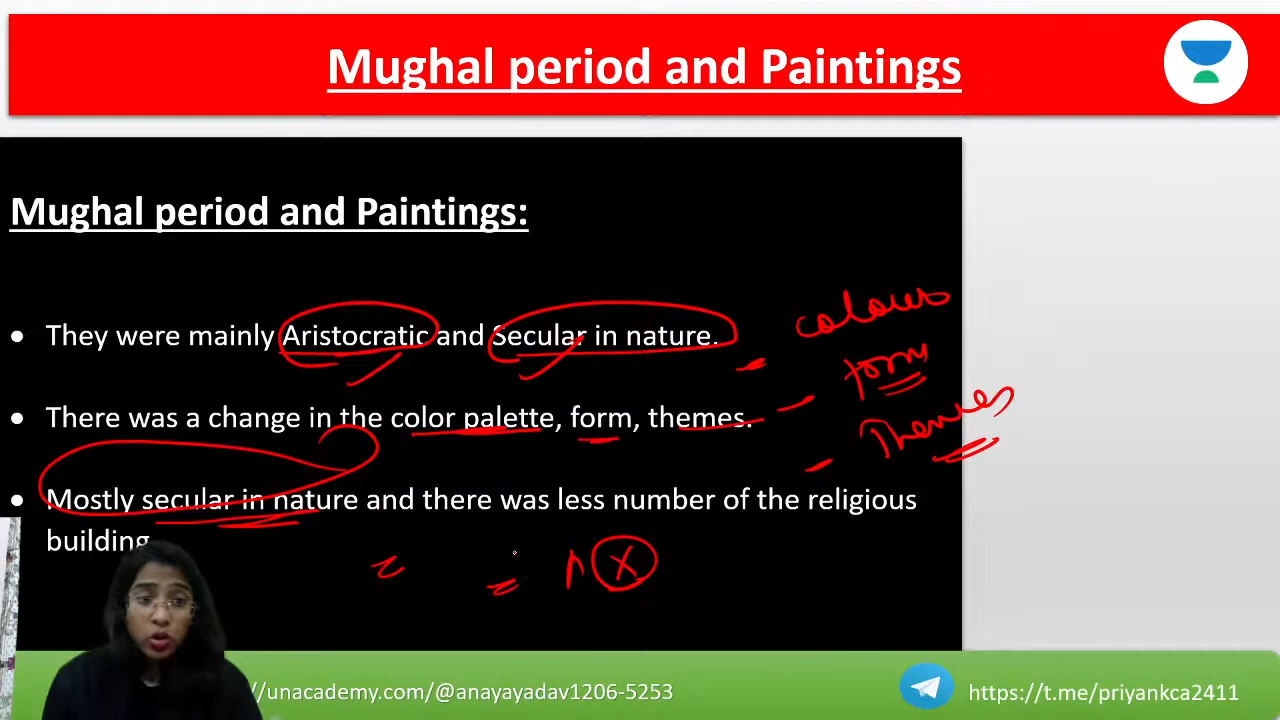 Mughal period and Paintings
Mughal period and Paintings:
• They were mainly Aristocratic and Secular in nature.
colours
form
• There was a change in the color palette, form, themes.
Themes
• Mostly secular in nature and there was less number of the religious
building
//unacademy.com/@anayayadav1206-5253
https://t.me/priyankca2411